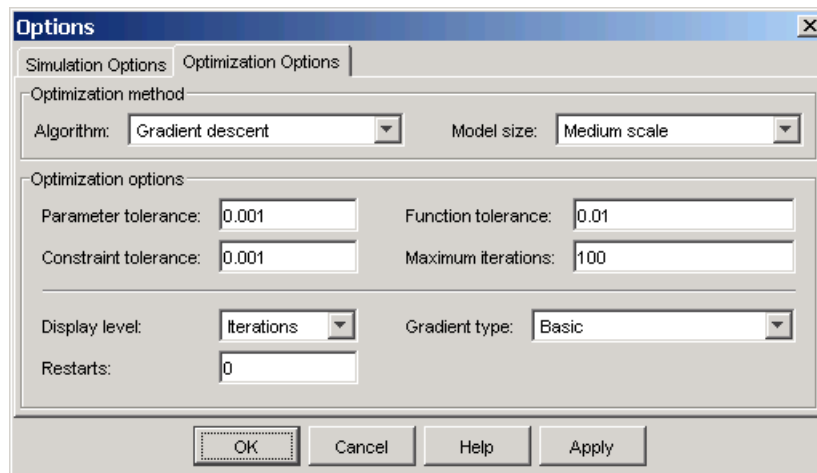 Options
Simulation Options Optimization Options
Optimization method
Algorithm: Gradient descent Model size: Medium scale
Optimization options
Parameter tolerance: 0.001 Function tolerance: 0.01
Constraint tolerance: 0.001 Maximum iterations: 100
Display level: Iterations Gradient type: Basic
Restarts: 0
OK Cancel Help Apply